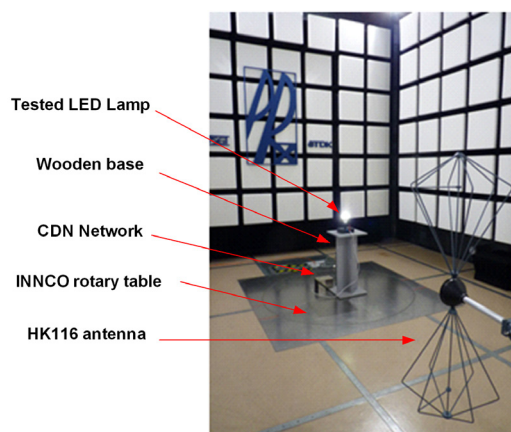 Tested LED Lamp
Wooden base
CDN Network
INNCO rotary table
HK116 antenna
TDK